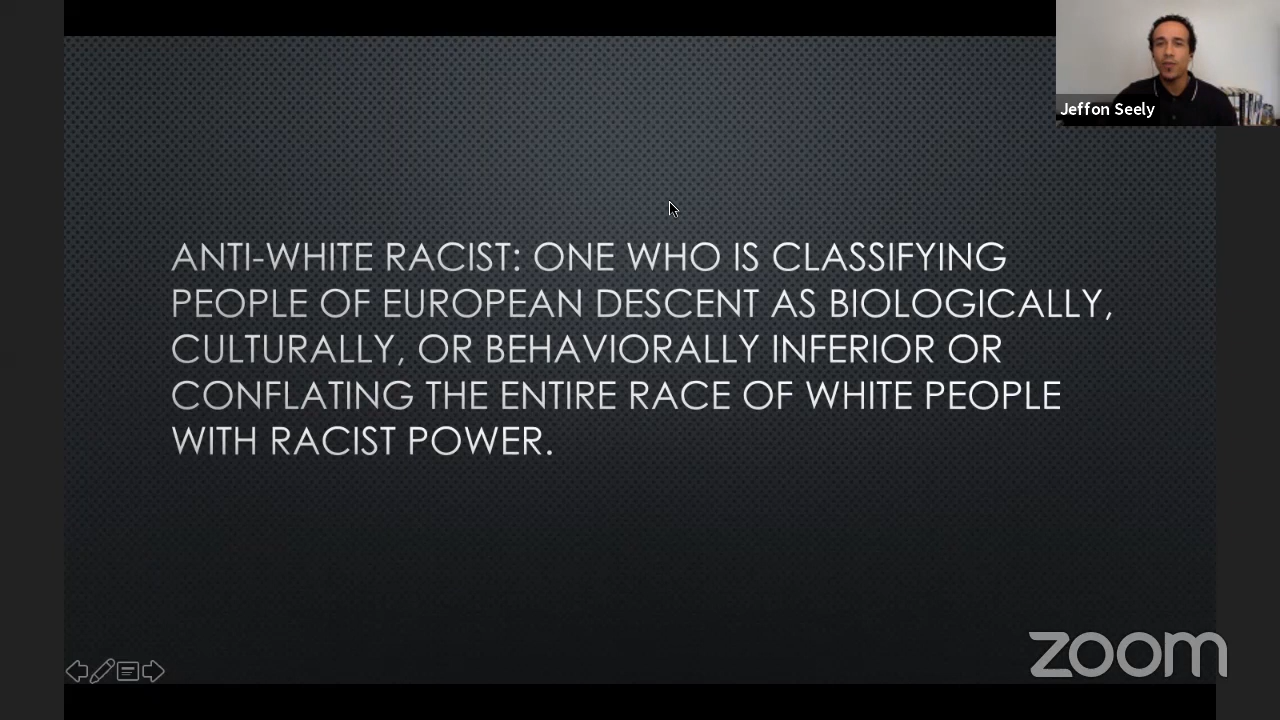 Jeffon Seely
ANTI-WHITE RACIST: ONE WHO IS CLASSIFYING
PEOPLE OF EUROPEAN DESCENT AS BIOLOGICALLY,
CULTURALLY, OR BEHAVIORALLY INFERIOR OR
CONFLATING THE ENTIRE RACE OF WHITE PEOPLE
WITH RACIST POWER.
zoom